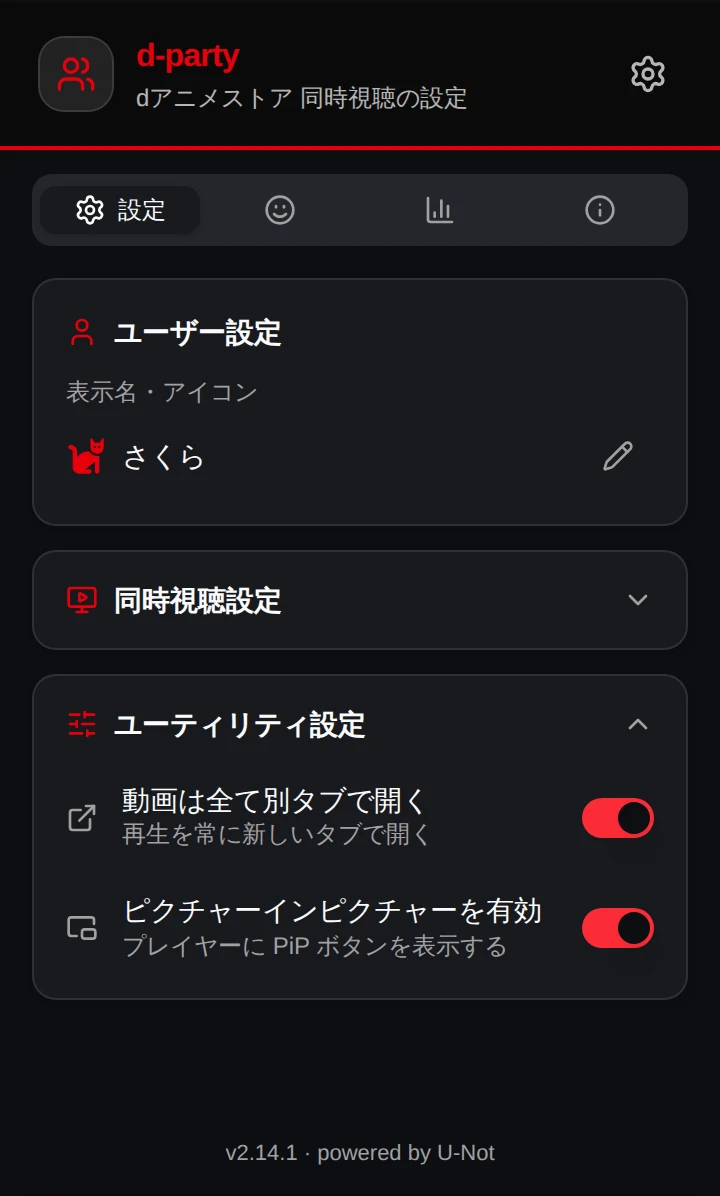 d-party
dアニメストア 同時視聴の設定
設定
ユーザー設定
表示名・アイコン
さくら
同時視聴設定
ユーティリティ設定
動画は全て別タブで開く
再生を常に新しいタブで開く
ピクチャーインピクチャーを有効
プレイヤーに PiP ボタンを表示する
v2.14.1 · powered by U-Not